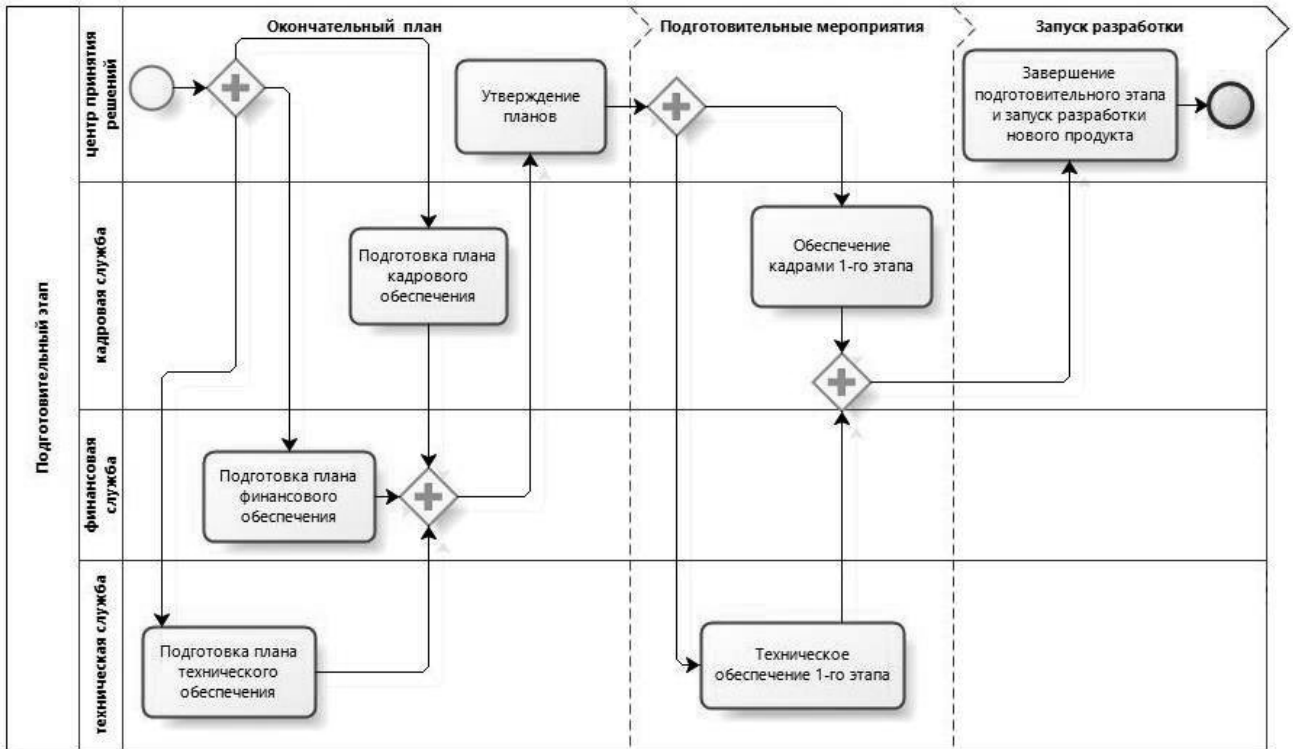 Окончательный план
Подготовительные мероприятия
Запуск разработки
Подготовительный этап
центр принятия
решений
Утверждение
планов
Завершение
подготовительного этапа
и запуск разработки
нового продукта
кадровая служба
Подготовка плана
кадрового
обеспечения
Обеспечение
кадрами 1-го этапа
финансовая
служба
Подготовка плана
финансового
обеспечения
техническая служба
Подготовка плана
технического
обеспечения
Техническое
обеспечение 1-го этапа